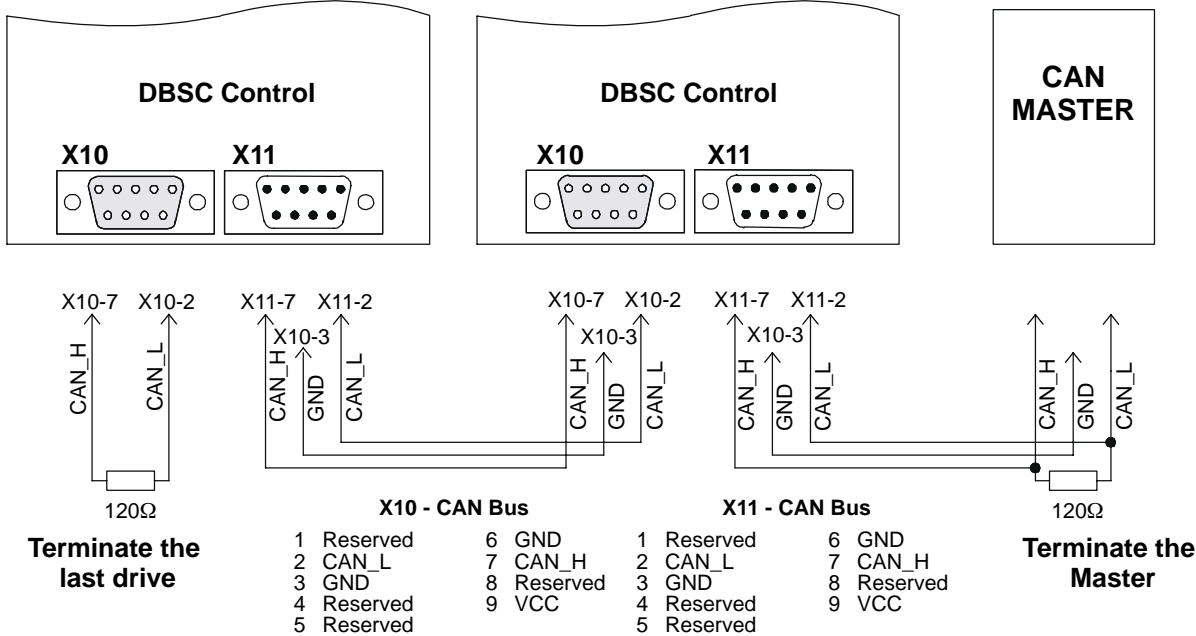 DBSC Control
DBSC Control
CAN
MASTER
X10
X11
X10
X11
X10-7
X10-2
X11-7
X11-2
X10-7
X10-2
X11-7
X11-2
X10-3
X10-3
X10-3
CAN_H
CAN_L
CAN_H
GND
CAN_L
CAN_H
GND
CAN_L
CAN_H
GND
CAN_L
CAN_H
GND
CAN_L
120Ω
120Ω
Terminate the
last drive
X10 - CAN Bus
1 Reserved
2 CAN_L
3 GND
4 Reserved
5 Reserved
6 GND
7 CAN_H
8 Reserved
9 VCC
X11 - CAN Bus
1 Reserved
2 CAN_L
3 GND
4 Reserved
5 Reserved
6 GND
7 CAN_H
8 Reserved
9 VCC
Terminate the
Master